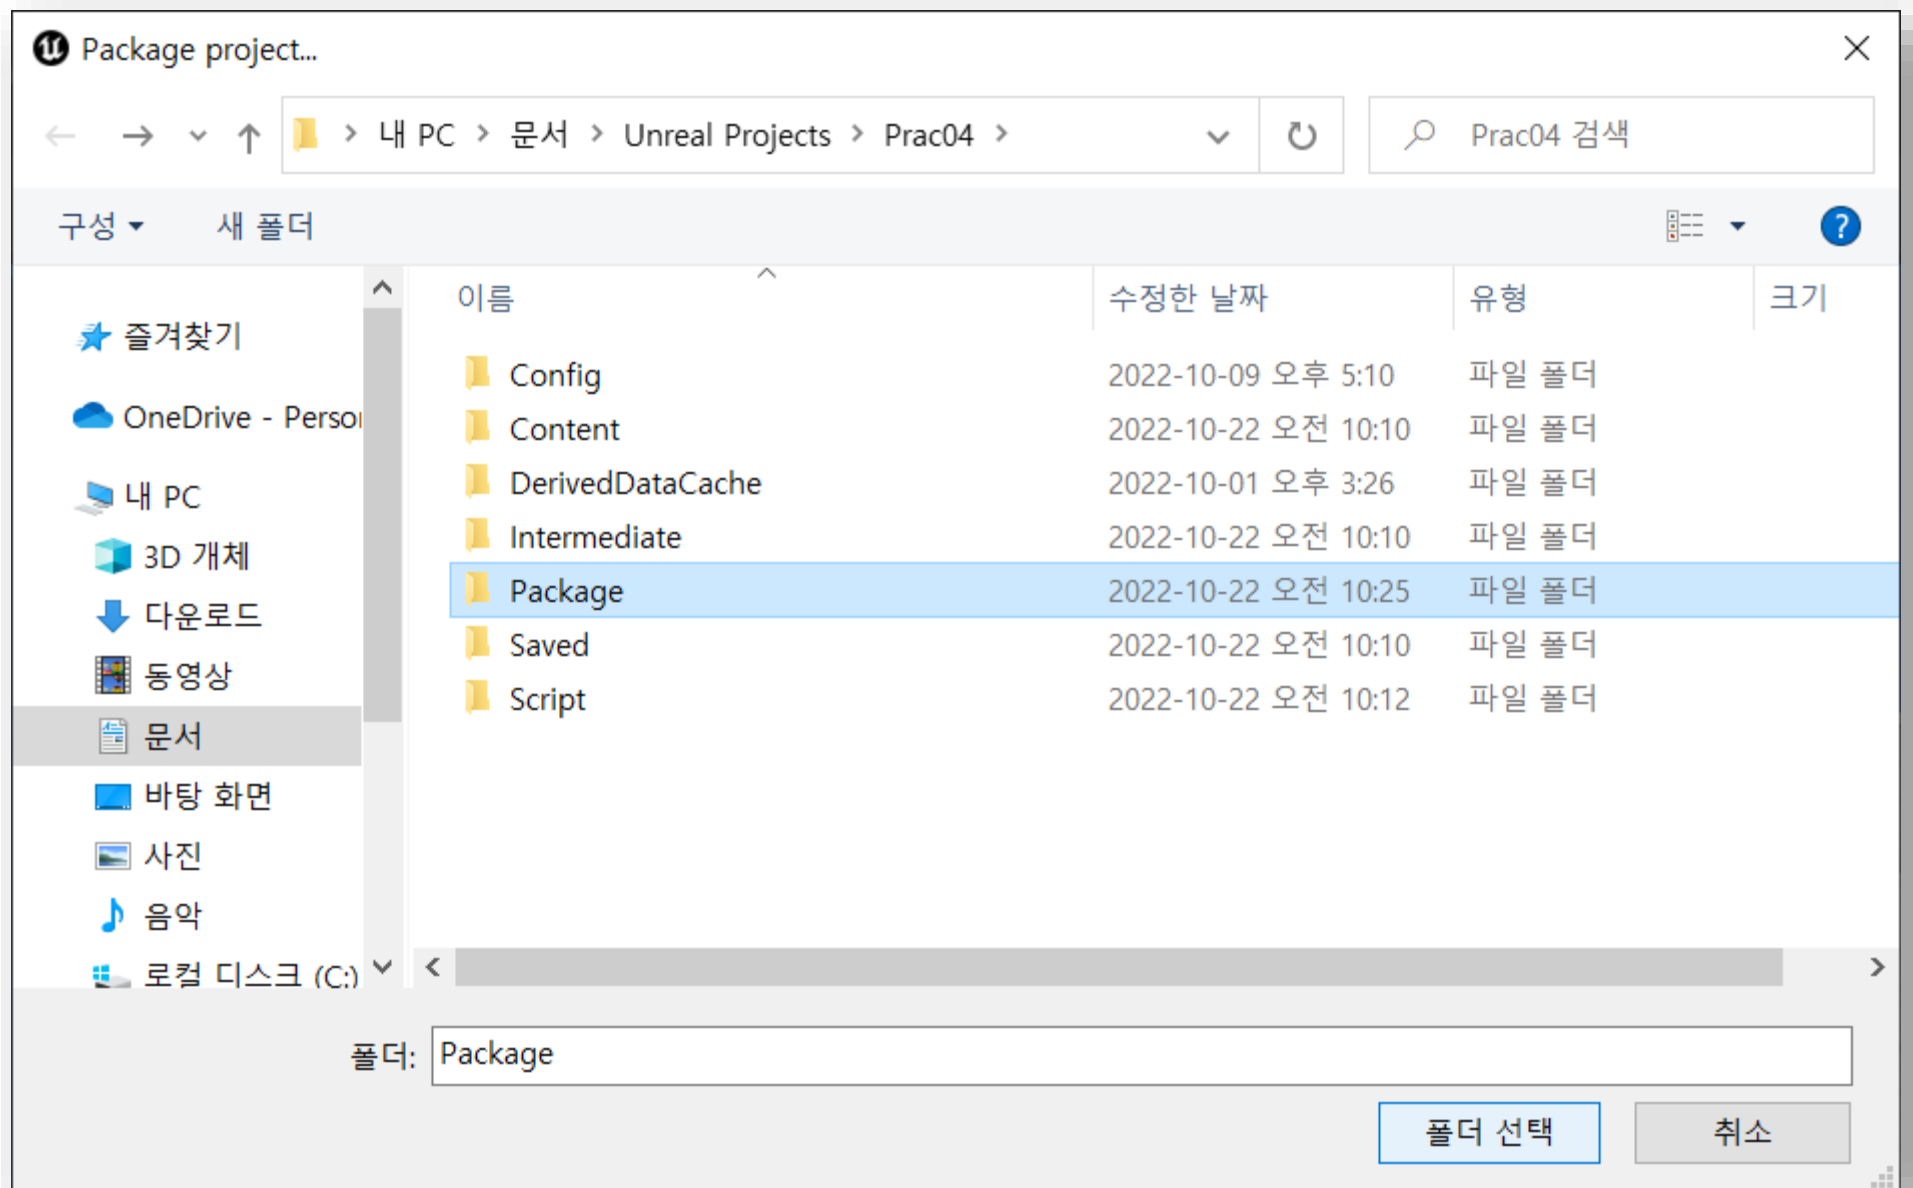 Package project...
내 PC > 문서 > Unreal Projects > Prac04 >
Prac04 검색
구성
새 폴더
?
즐겨찾기
OneDrive - Person
내 PC
3D 개체
다운로드
동영상
문서
바탕 화면
사진
음악
로컬 디스크 (C:)
이름 수정한 날짜 유형 크기
Config 2022-10-09 오후 5:10 파일 폴더
Content 2022-10-22 오전 10:10 파일 폴더
DerivedDataCache 2022-10-01 오후 3:26 파일 폴더
Intermediate 2022-10-22 오전 10:10 파일 폴더
Package 2022-10-22 오전 10:25 파일 폴더
Saved 2022-10-22 오전 10:10 파일 폴더
Script 2022-10-22 오전 10:12 파일 폴더
폴더: Package
폴더 선택
취소